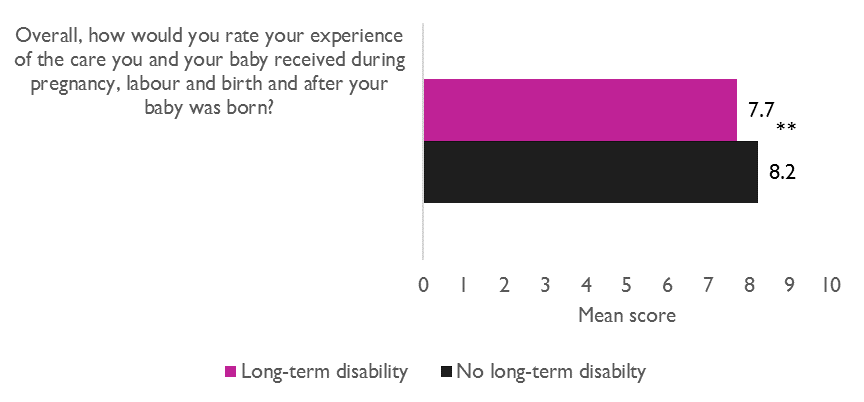 Overall, how would you rate your experience
of the care you and your baby received during
pregnancy, labour and birth and after your
baby was born?
7.7
**
8.2
0 1 2 3 4 5 6 7 8 9 10
Mean score
Long-term disability
No long-term disabilty